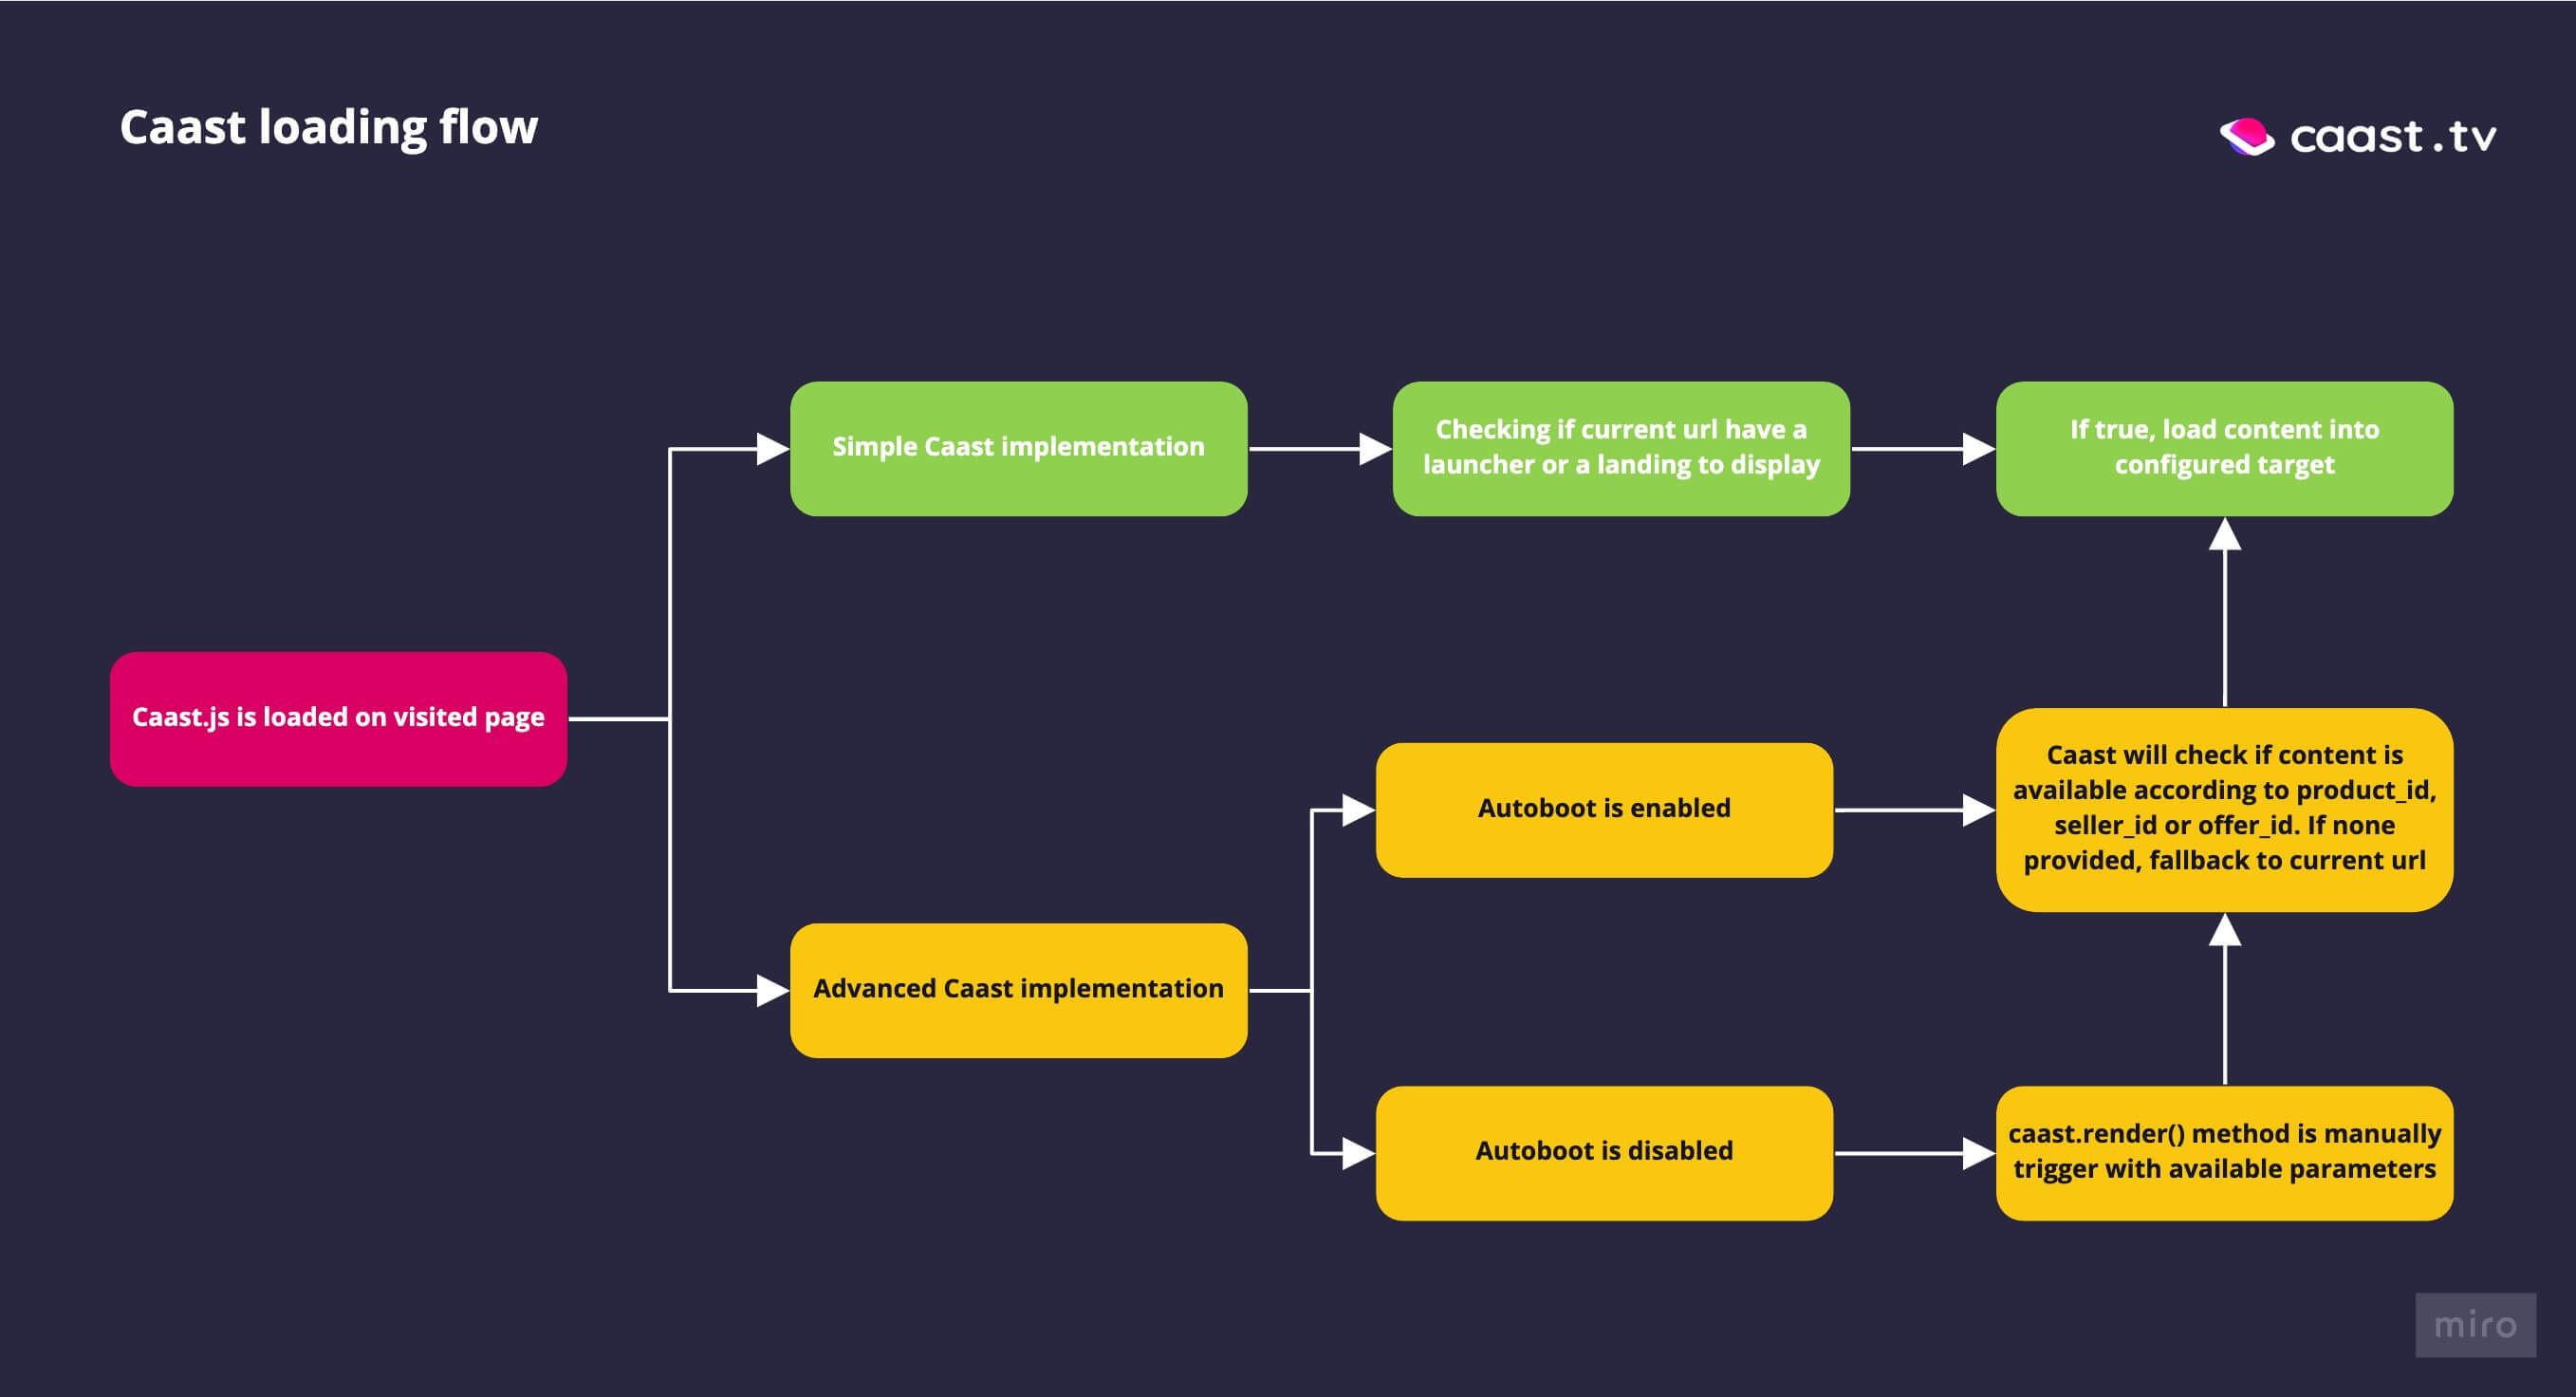 Caast loading flow
caast.tv
Simple Caast implementation
Checking if current url have a
launcher or a landing to display
If true, load content into
configured target
Caast.js is loaded on visited page
Autoboot is enabled
Caast will check if content is
available according to product_id,
seller_id or offer_id. If none
provided, fallback to current url
Advanced Caast implementation
Autoboot is disabled
caast.render() method is manually
trigger with available parameters
miro